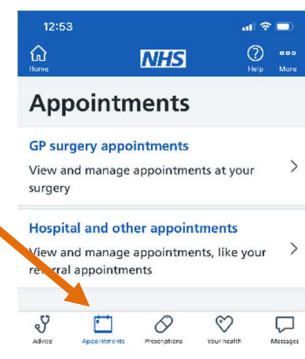 12:53
Home
NHS
Help
More
Appointments
GP surgery appointments
View and manage appointments at your
surgery
Hospital and other appointments
View and manage appointments, like your
referral appointments
Advice
Appointments
Prescriptions
Your health
Messages